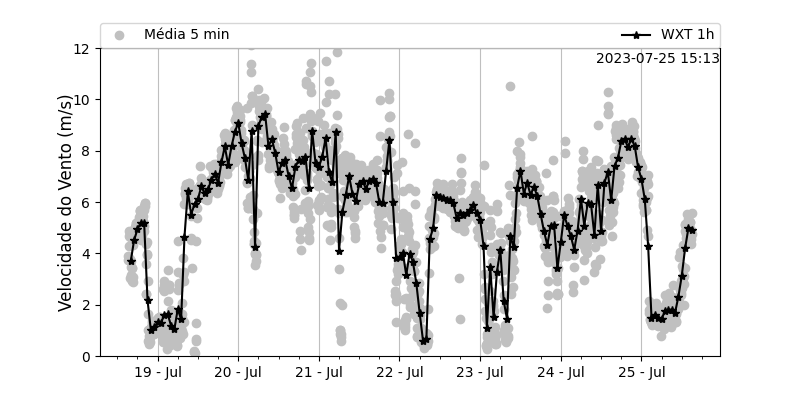 Média 5 min
WXT 1h
2023-07-25 15:13
Velocidade do Vento (m/s)
12
10
8
6
4
2
0
19 - Jul
20 - Jul
21 - Jul
22 - Jul
23 - Jul
24 - Jul
25 - Jul